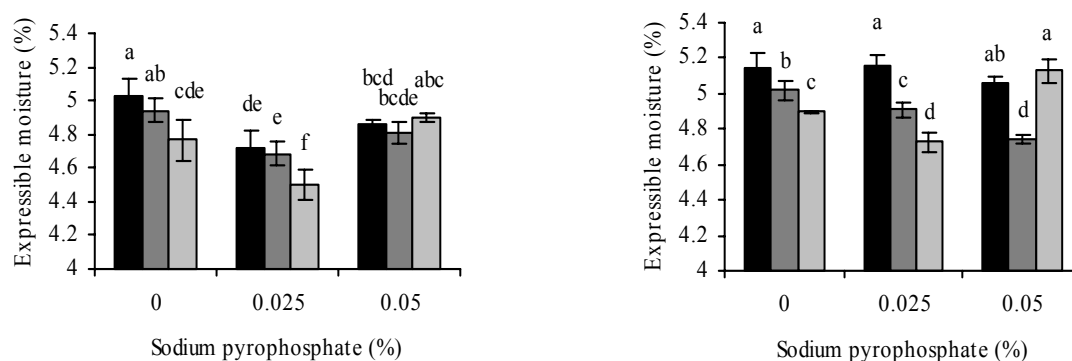 Expressible moisture (%)
5.4
5.2
5
4.8
4.6
4.4
4.2
4
a
ab
cde
de
e
f
bcd
bcde
abc
0 0.025 0.05
Sodium pyrophosphate (%)
Expressible moisture (%)
5.4
5.2
5
4.8
4.6
4.4
4.2
4
a
b
c
a
c
d
ab
d
a
0 0.025 0.05
Sodium pyrophosphate (%)